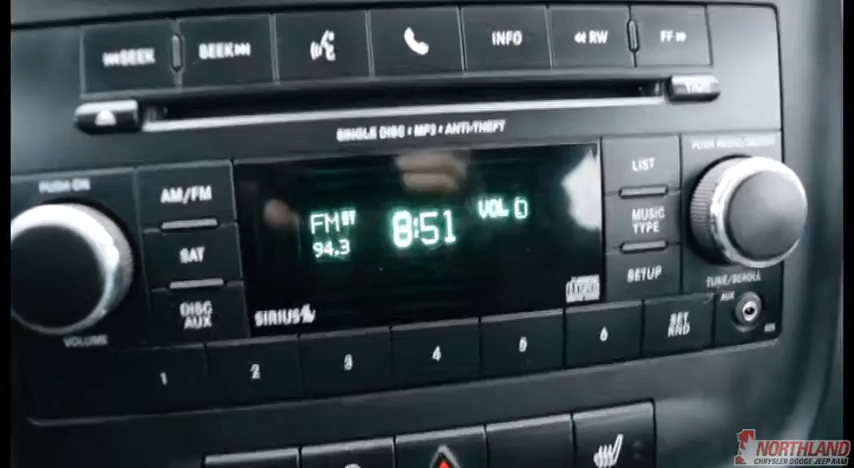 SEEK
SEEK
INFO
RW
FF
SINGLE DISC • MP3 • ANTI-THEFT
PUSH ON
AM/FM
LIST
FM
VOL 0
8:51
94.3
MUSIC
TYPE
SAT
SETUP
DISC
AUX
SIRIUS
TUNE/SCROLL
AUX
VOLUME
SET
RND
1
2
3
4
5
6
NORTHLAND
CHRYSLER DODGE JEEP RAM